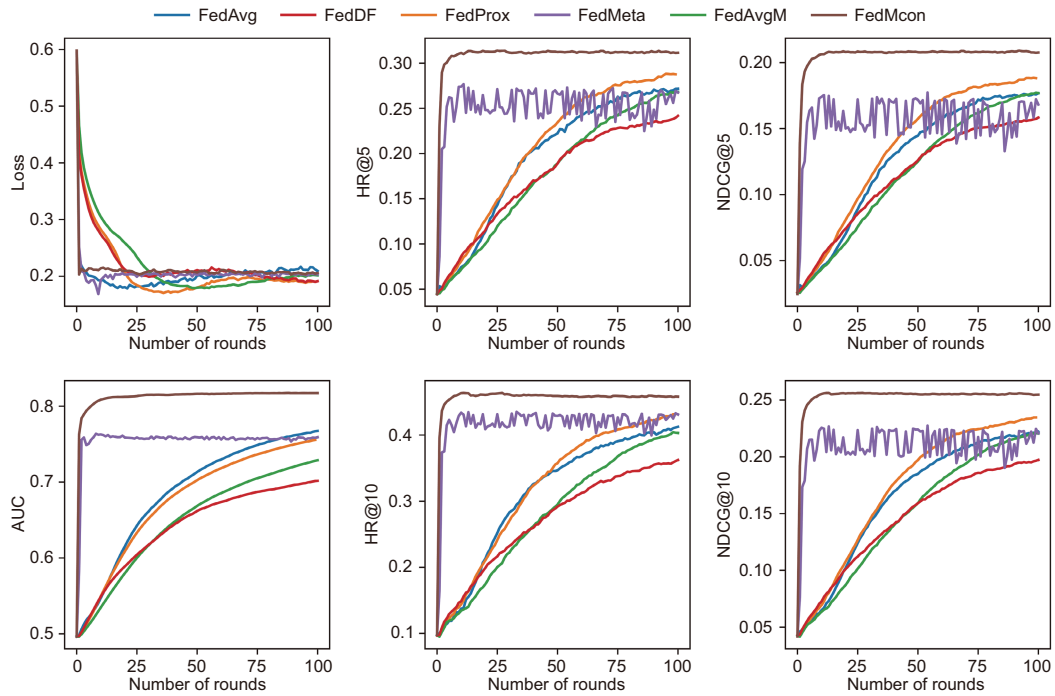 FedAvg FedDF FedProx FedMeta FedAvgM FedMcon
0.6
0.5
0.4
0.3
0.2
Loss
0 25 50 75 100
Number of rounds
0.30
0.25
0.20
0.15
0.10
0.05
HR@5
0 25 50 75 100
Number of rounds
0.20
0.15
0.10
0.05
NDCG@5
0 25 50 75 100
Number of rounds
0.8
0.7
0.6
0.5
AUC
0 25 50 75 100
Number of rounds
0.4
0.3
0.2
0.1
HR@10
0 25 50 75 100
Number of rounds
0.25
0.20
0.15
0.10
0.05
NDCG@10
0 25 50 75 100
Number of rounds